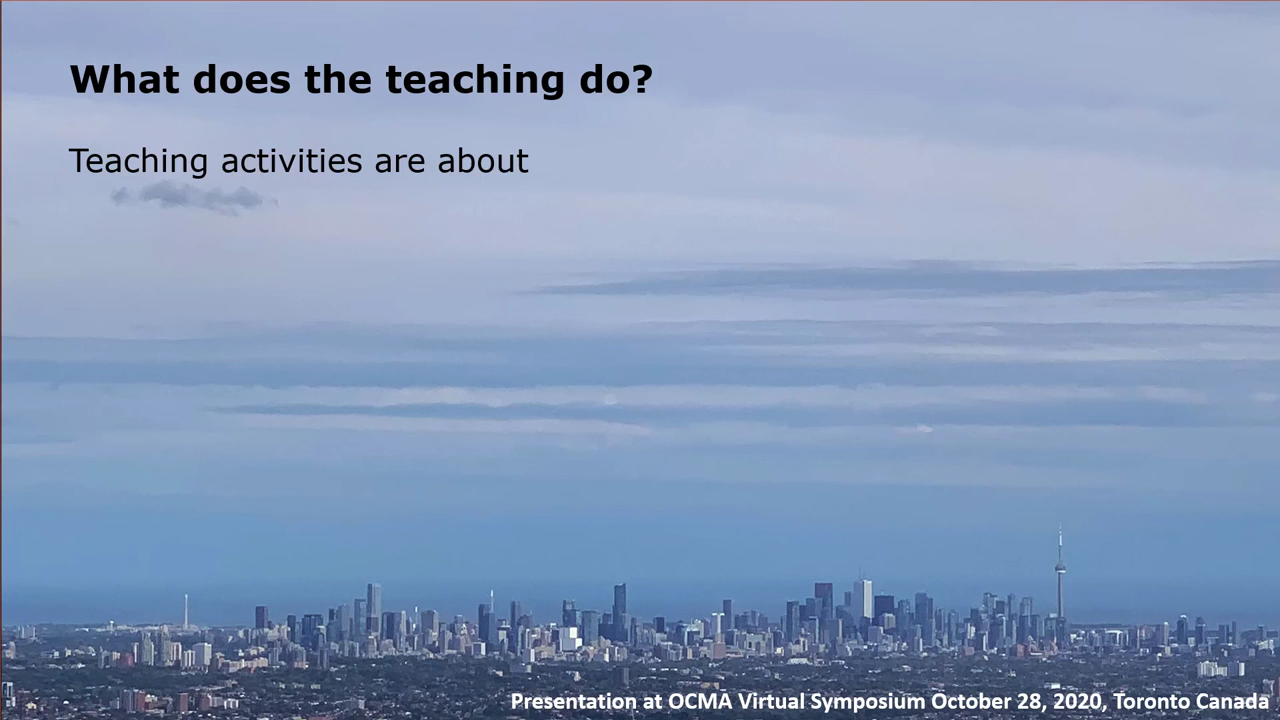 What does the teaching do?
Teaching activities are about
Presentation at OCMA Virtual Symposium October 28, 2020, Toronto Canada